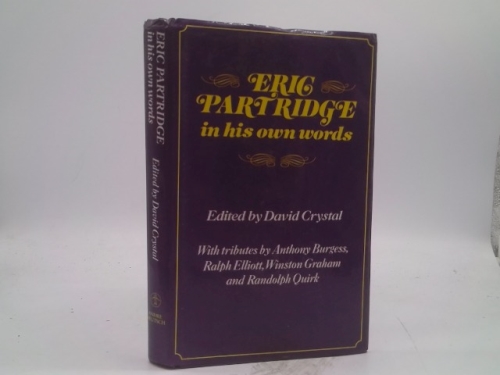 ERIC PARTRIDGE
in his own words
Edited by David Crystal
ERIC
PARTRIDGE
in his own words
Edited by David Crystal
With tributes by Anthony Burgess,
Ralph Elliott, Winston Graham
and Randolph Quirk